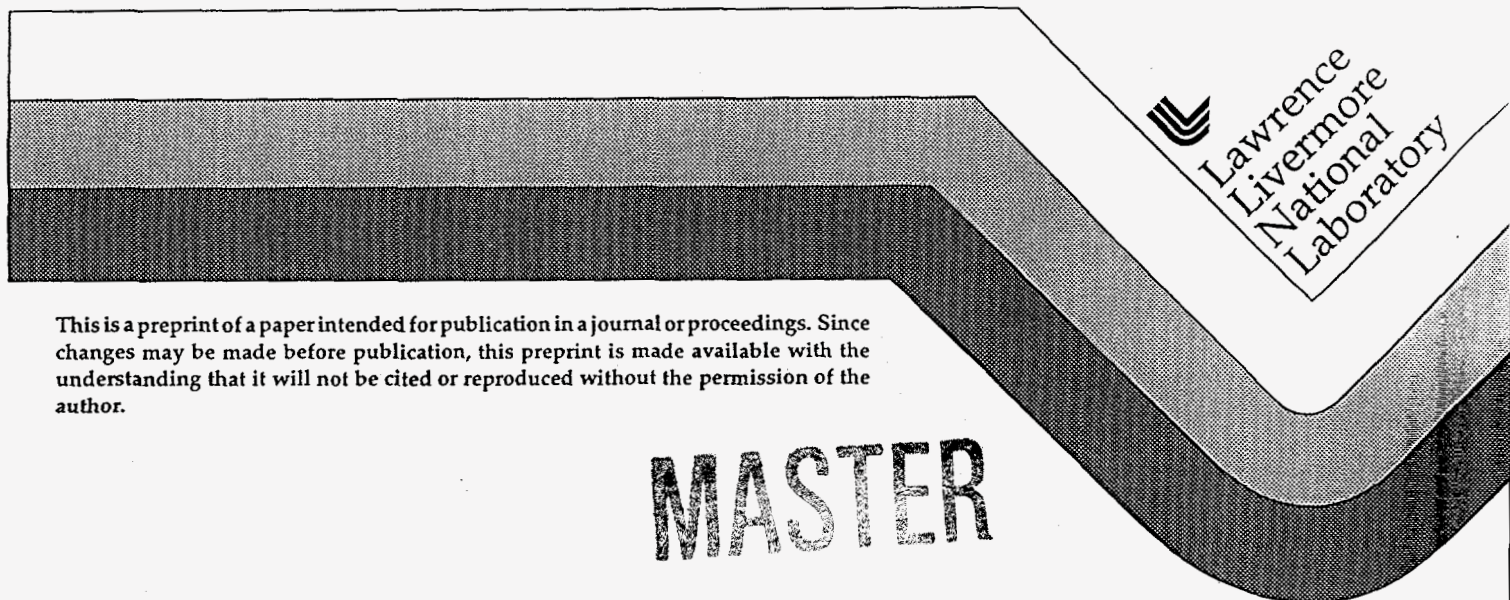 Lawrence
Livermore
National
Laboratory
This is a preprint of a paper intended for publication in a journal or proceedings. Since
changes may be made before publication, this preprint is made available with the
understanding that it will not be cited or reproduced without the permission of the
author.
MASTER